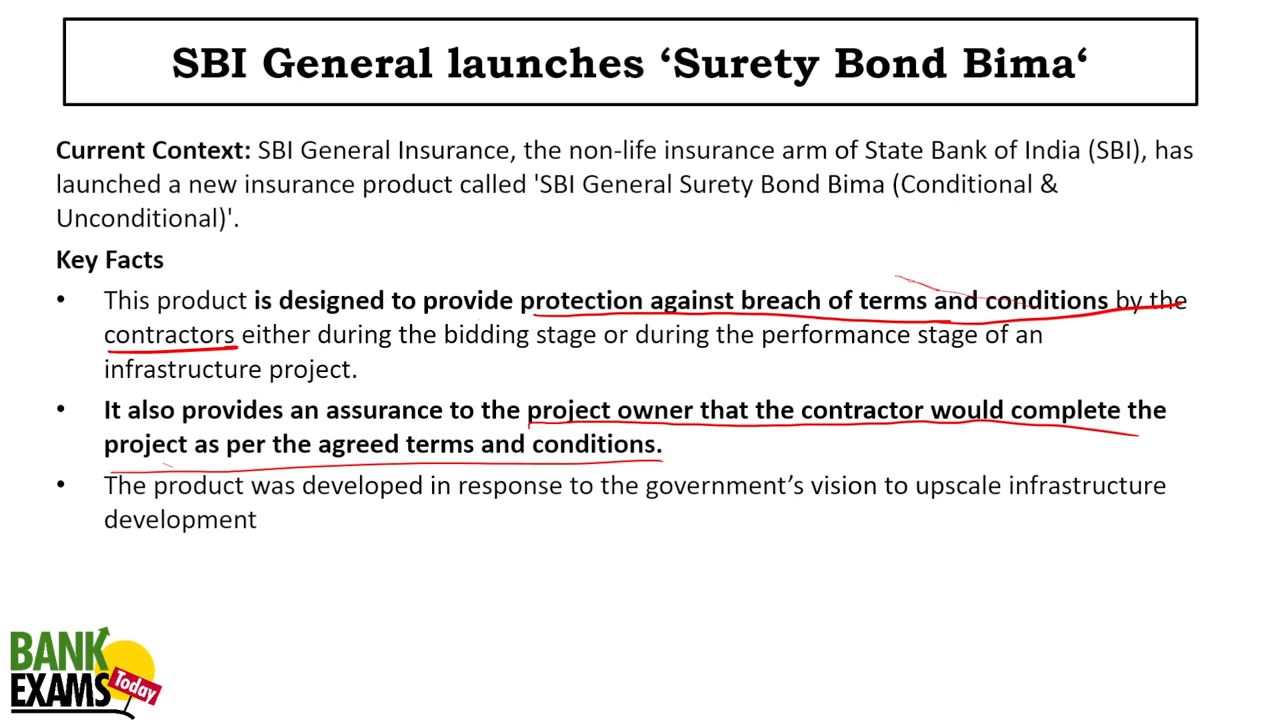 SBI General launches ‘Surety Bond Bima‘
Current Context: SBI General Insurance, the non-life insurance arm of State Bank of India (SBI), has
launched a new insurance product called 'SBI General Surety Bond Bima (Conditional &
Unconditional)'.
Key Facts
• This product is designed to provide protection against breach of terms and conditions by the
contractors either during the bidding stage or during the performance stage of an
infrastructure project.
• It also provides an assurance to the project owner that the contractor would complete the
project as per the agreed terms and conditions.
• The product was developed in response to the government’s vision to upscale infrastructure
development
BANK
EXAMS
Today